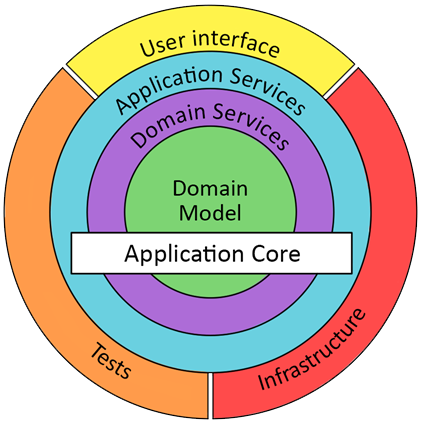 User interface
Application Services
Domain Services
Domain
Model
Application Core
Tests
Infrastructure